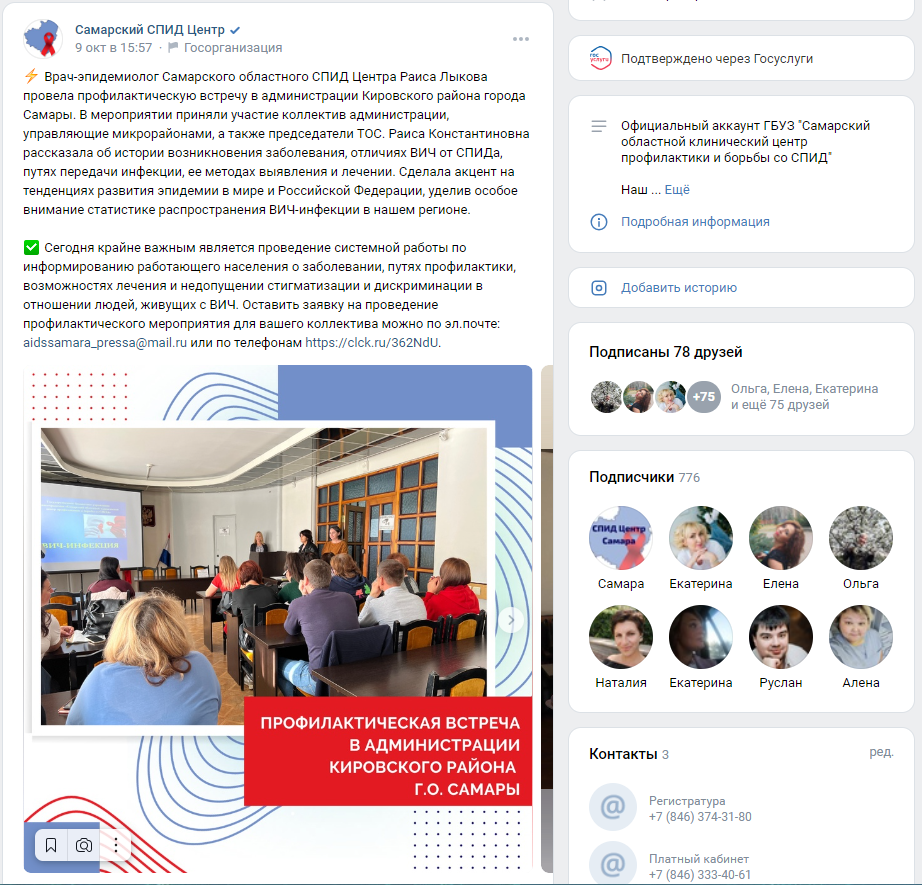 Самарский СПИД Центр
9 окт в 15:57 · Госорганизация
⚡ Врач-эпидемиолог Самарского областного СПИД Центра Раиса Лыкова
провела профилактическую встречу в администрации Кировского района города
Самары. В мероприятии приняли участие коллектив администрации,
управляющие микрорайонами, а также председатели ТОС. Раиса Константиновна
рассказала об истории возникновения заболевания, отличиях ВИЧ от СПИДа,
путях передачи инфекции, ее методах выявления и лечении. Сделала акцент на
тенденциях развития эпидемии в мире и Российской Федерации, уделив особое
внимание статистике распространения ВИЧ-инфекции в нашем регионе.
✅ Сегодня крайне важным является проведение системной работы по
информированию работающего населения о заболевании, путях профилактики,
возможностях лечения и недопущении стигматизации и дискриминации в
отношении людей, живущих с ВИЧ. Оставить заявку на проведение
профилактического мероприятия для вашего коллектива можно по эл.почте:
aidssamara_pressa@mail.ru или по телефонам https://clck.ru/362NdU.
ВИЧ-ИНФЕКЦИЯ
ПРОФИЛАКТИЧЕСКАЯ ВСТРЕЧА
В АДМИНИСТРАЦИИ
КИРОВСКОГО РАЙОНА
Г.О. САМАРЫ
гос
услуги
Подтверждено через Госуслуги
Официальный аккаунт ГБУЗ "Самарский
областной клинический центр
профилактики и борьбы со СПИД"
Наш ... Ещё
Подробная информация
Добавить историю
Подписаны 78 друзей
+75
Ольга, Елена, Екатерина
и ещё 75 друзей
Подписчики 776
СПИД Центр
Самара
Самара
Екатерина
Елена
Ольга
Наталия
Екатерина
Руслан
Алена
Контакты 3
ред.
@
Регистратура
+7 (846) 374-31-80
@
Платный кабинет
+7 (846) 333-40-61